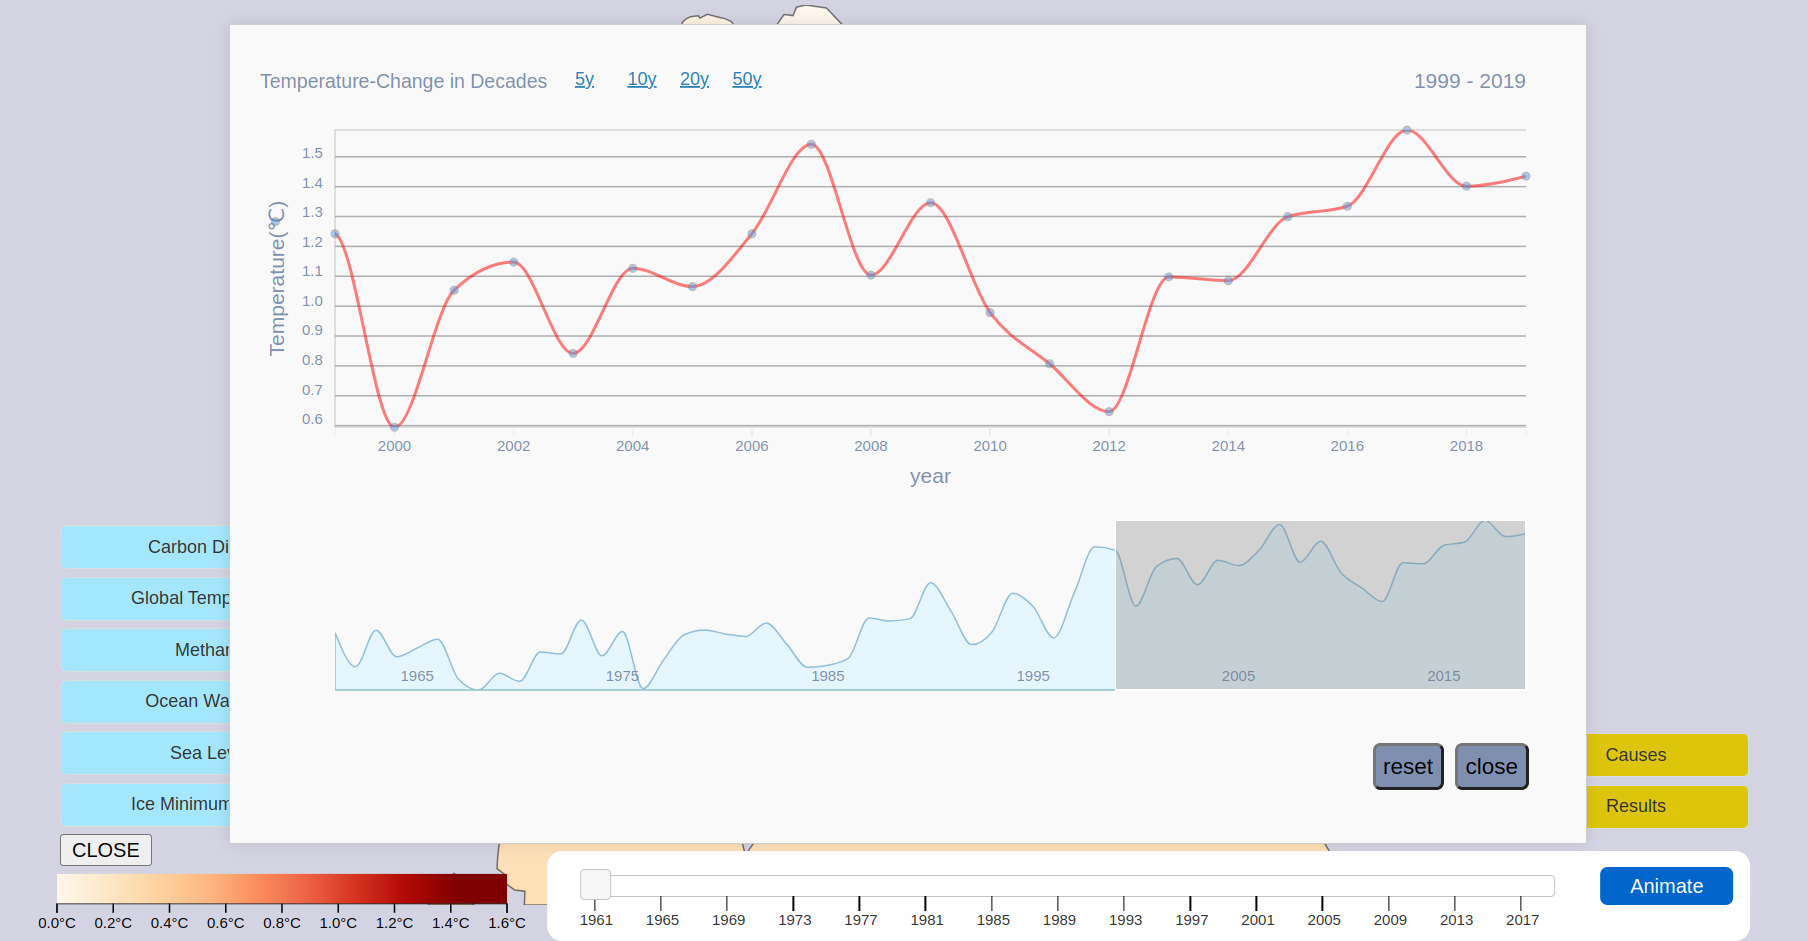 Temperature-Change in Decades 5y 10y 20y 50y 1999 - 2019
Temperature(°C)
1.5
1.4
1.3
1.2
1.1
1.0
0.9
0.8
0.7
0.6
2000 2002 2004 2006 2008 2010 2012 2014 2016 2018
year
1965 1975 1985 1995 2005 2015
reset close
Carbon Di
Global Temp
Methan
Ocean Wa
Sea Lev
Ice Minimum
Causes
Results
CLOSE
0.0°C 0.2°C 0.4°C 0.6°C 0.8°C 1.0°C 1.2°C 1.4°C 1.6°C
1961 1965 1969 1973 1977 1981 1985 1989 1993 1997 2001 2005 2009 2013 2017
Animate